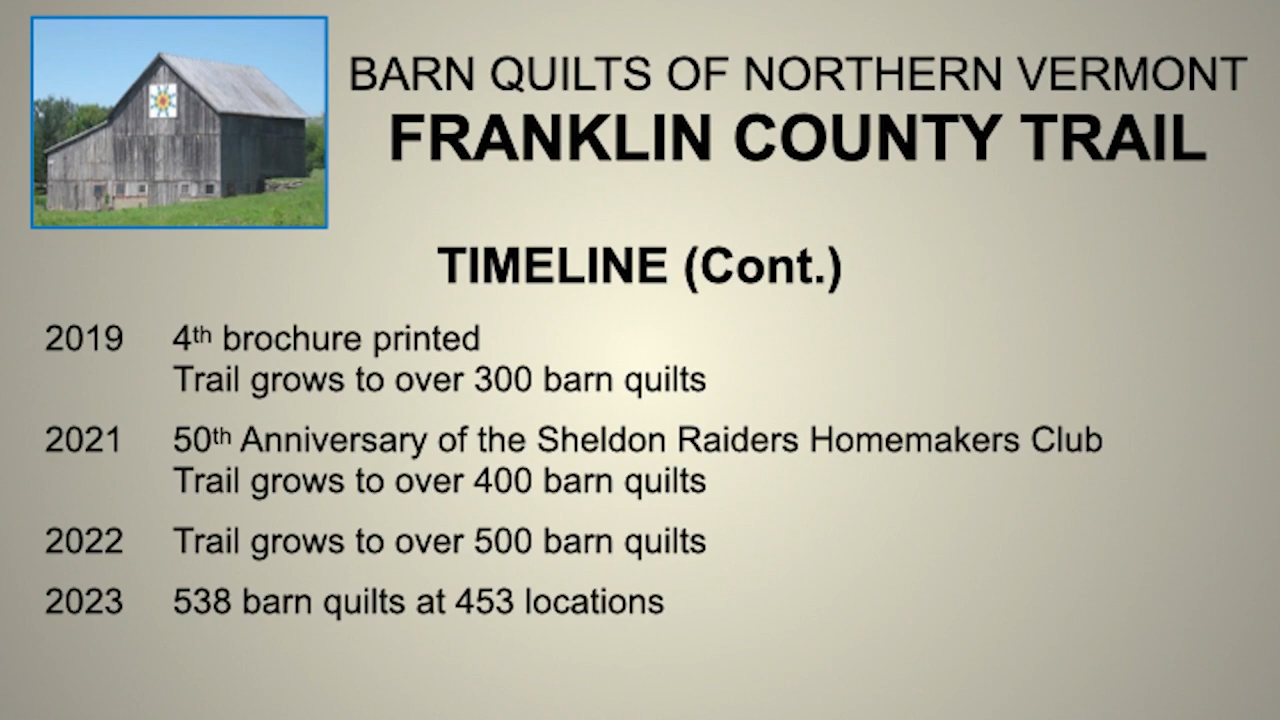 BARN QUILTS OF NORTHERN VERMONT
FRANKLIN COUNTY TRAIL
TIMELINE (Cont.)
2019 4th brochure printed
Trail grows to over 300 barn quilts
2021 50th Anniversary of the Sheldon Raiders Homemakers Club
Trail grows to over 400 barn quilts
2022 Trail grows to over 500 barn quilts
2023 538 barn quilts at 453 locations